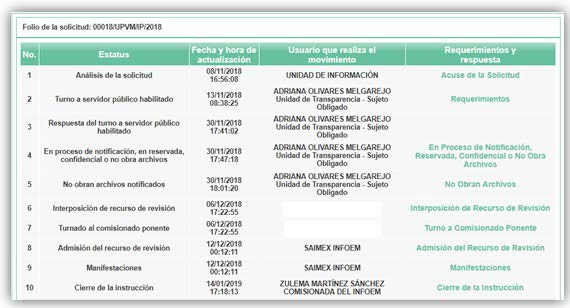 Folio de la solicitud: 00018/UPVM/IP/2018
No. Estatus Fecha y hora de actualización Usuario que realiza el movimiento Requerimientos y respuesta
1 Análisis de la solicitud 08/11/2018 16:56:08 UNIDAD DE INFORMACIÓN Acuse de la Solicitud
2 Turno a servidor público habilitado 13/11/2018 08:38:25 ADRIANA OLIVARES MELGAREJO Unidad de Transparencia - Sujeto Obligado Requerimientos
3 Respuesta del turno a servidor público habilitado 30/11/2018 17:41:02 ADRIANA OLIVARES MELGAREJO Unidad de Transparencia - Sujeto Obligado
4 En proceso de notificación, en reservada, confidencial o no obra archivos 30/11/2018 17:47:18 ADRIANA OLIVARES MELGAREJO Unidad de Transparencia - Sujeto Obligado En Proceso de Notificación, Reservada, Confidencial o No Obra Archivos
5 No obran archivos notificados 30/11/2018 18:01:20 ADRIANA OLIVARES MELGAREJO Unidad de Transparencia - Sujeto Obligado No Obran Archivos
6 Interposición de Recurso de Revisión 06/12/2018 17:22:55 Interposición de Recurso de Revisión
7 Turnado al comisionado ponente 06/12/2018 17:22:55 Turno a Comisionado Ponente
8 Admisión del recurso de revisión 12/12/2018 00:12:11 SAIMEX INFOEM Admisión del Recurso de Revisión
9 Manifestaciones 12/12/2018 00:12:11 SAIMEX INFOEM Manifestaciones
10 Cierre de la instrucción 14/01/2019 17:18:13 ZULEMA MARTÍNEZ SÁNCHEZ COMISIONADA DEL INFOEM Cierre de la instrucción